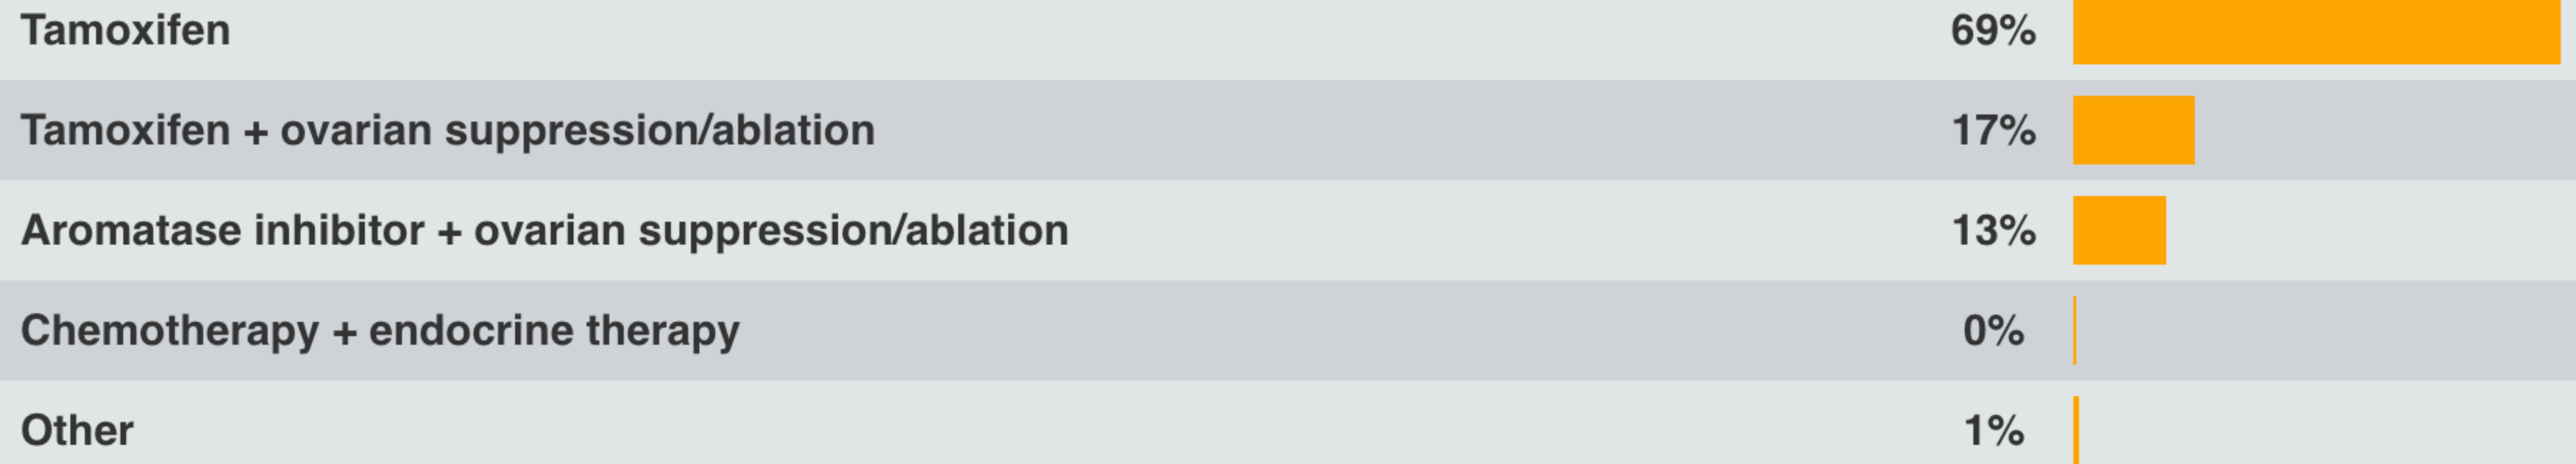 Tamoxifen 69%
Tamoxifen + ovarian suppression/ablation 17%
Aromatase inhibitor + ovarian suppression/ablation 13%
Chemotherapy + endocrine therapy 0%
Other 1%